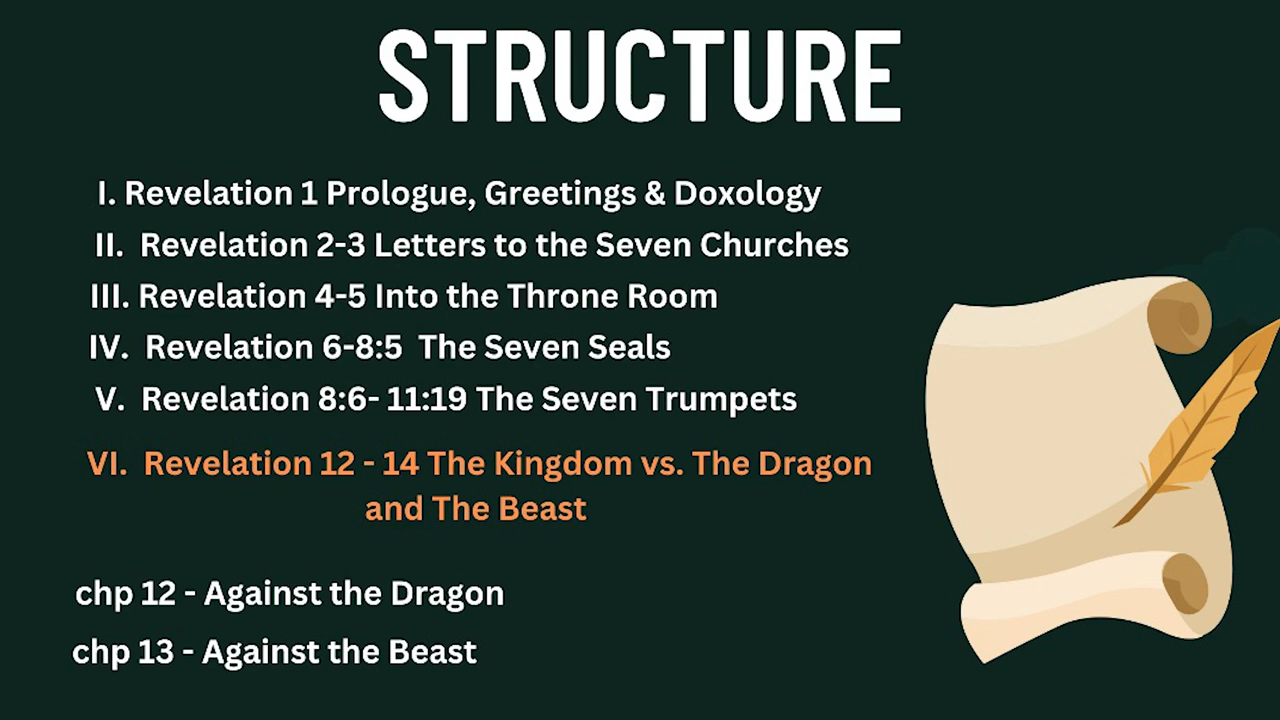 STRUCTURE
I. Revelation 1 Prologue, Greetings & Doxology
II. Revelation 2-3 Letters to the Seven Churches
III. Revelation 4-5 Into the Throne Room
IV. Revelation 6-8:5 The Seven Seals
V. Revelation 8:6- 11:19 The Seven Trumpets
VI. Revelation 12 - 14 The Kingdom vs. The Dragon
and The Beast
chp 12 - Against the Dragon
chp 13 - Against the Beast